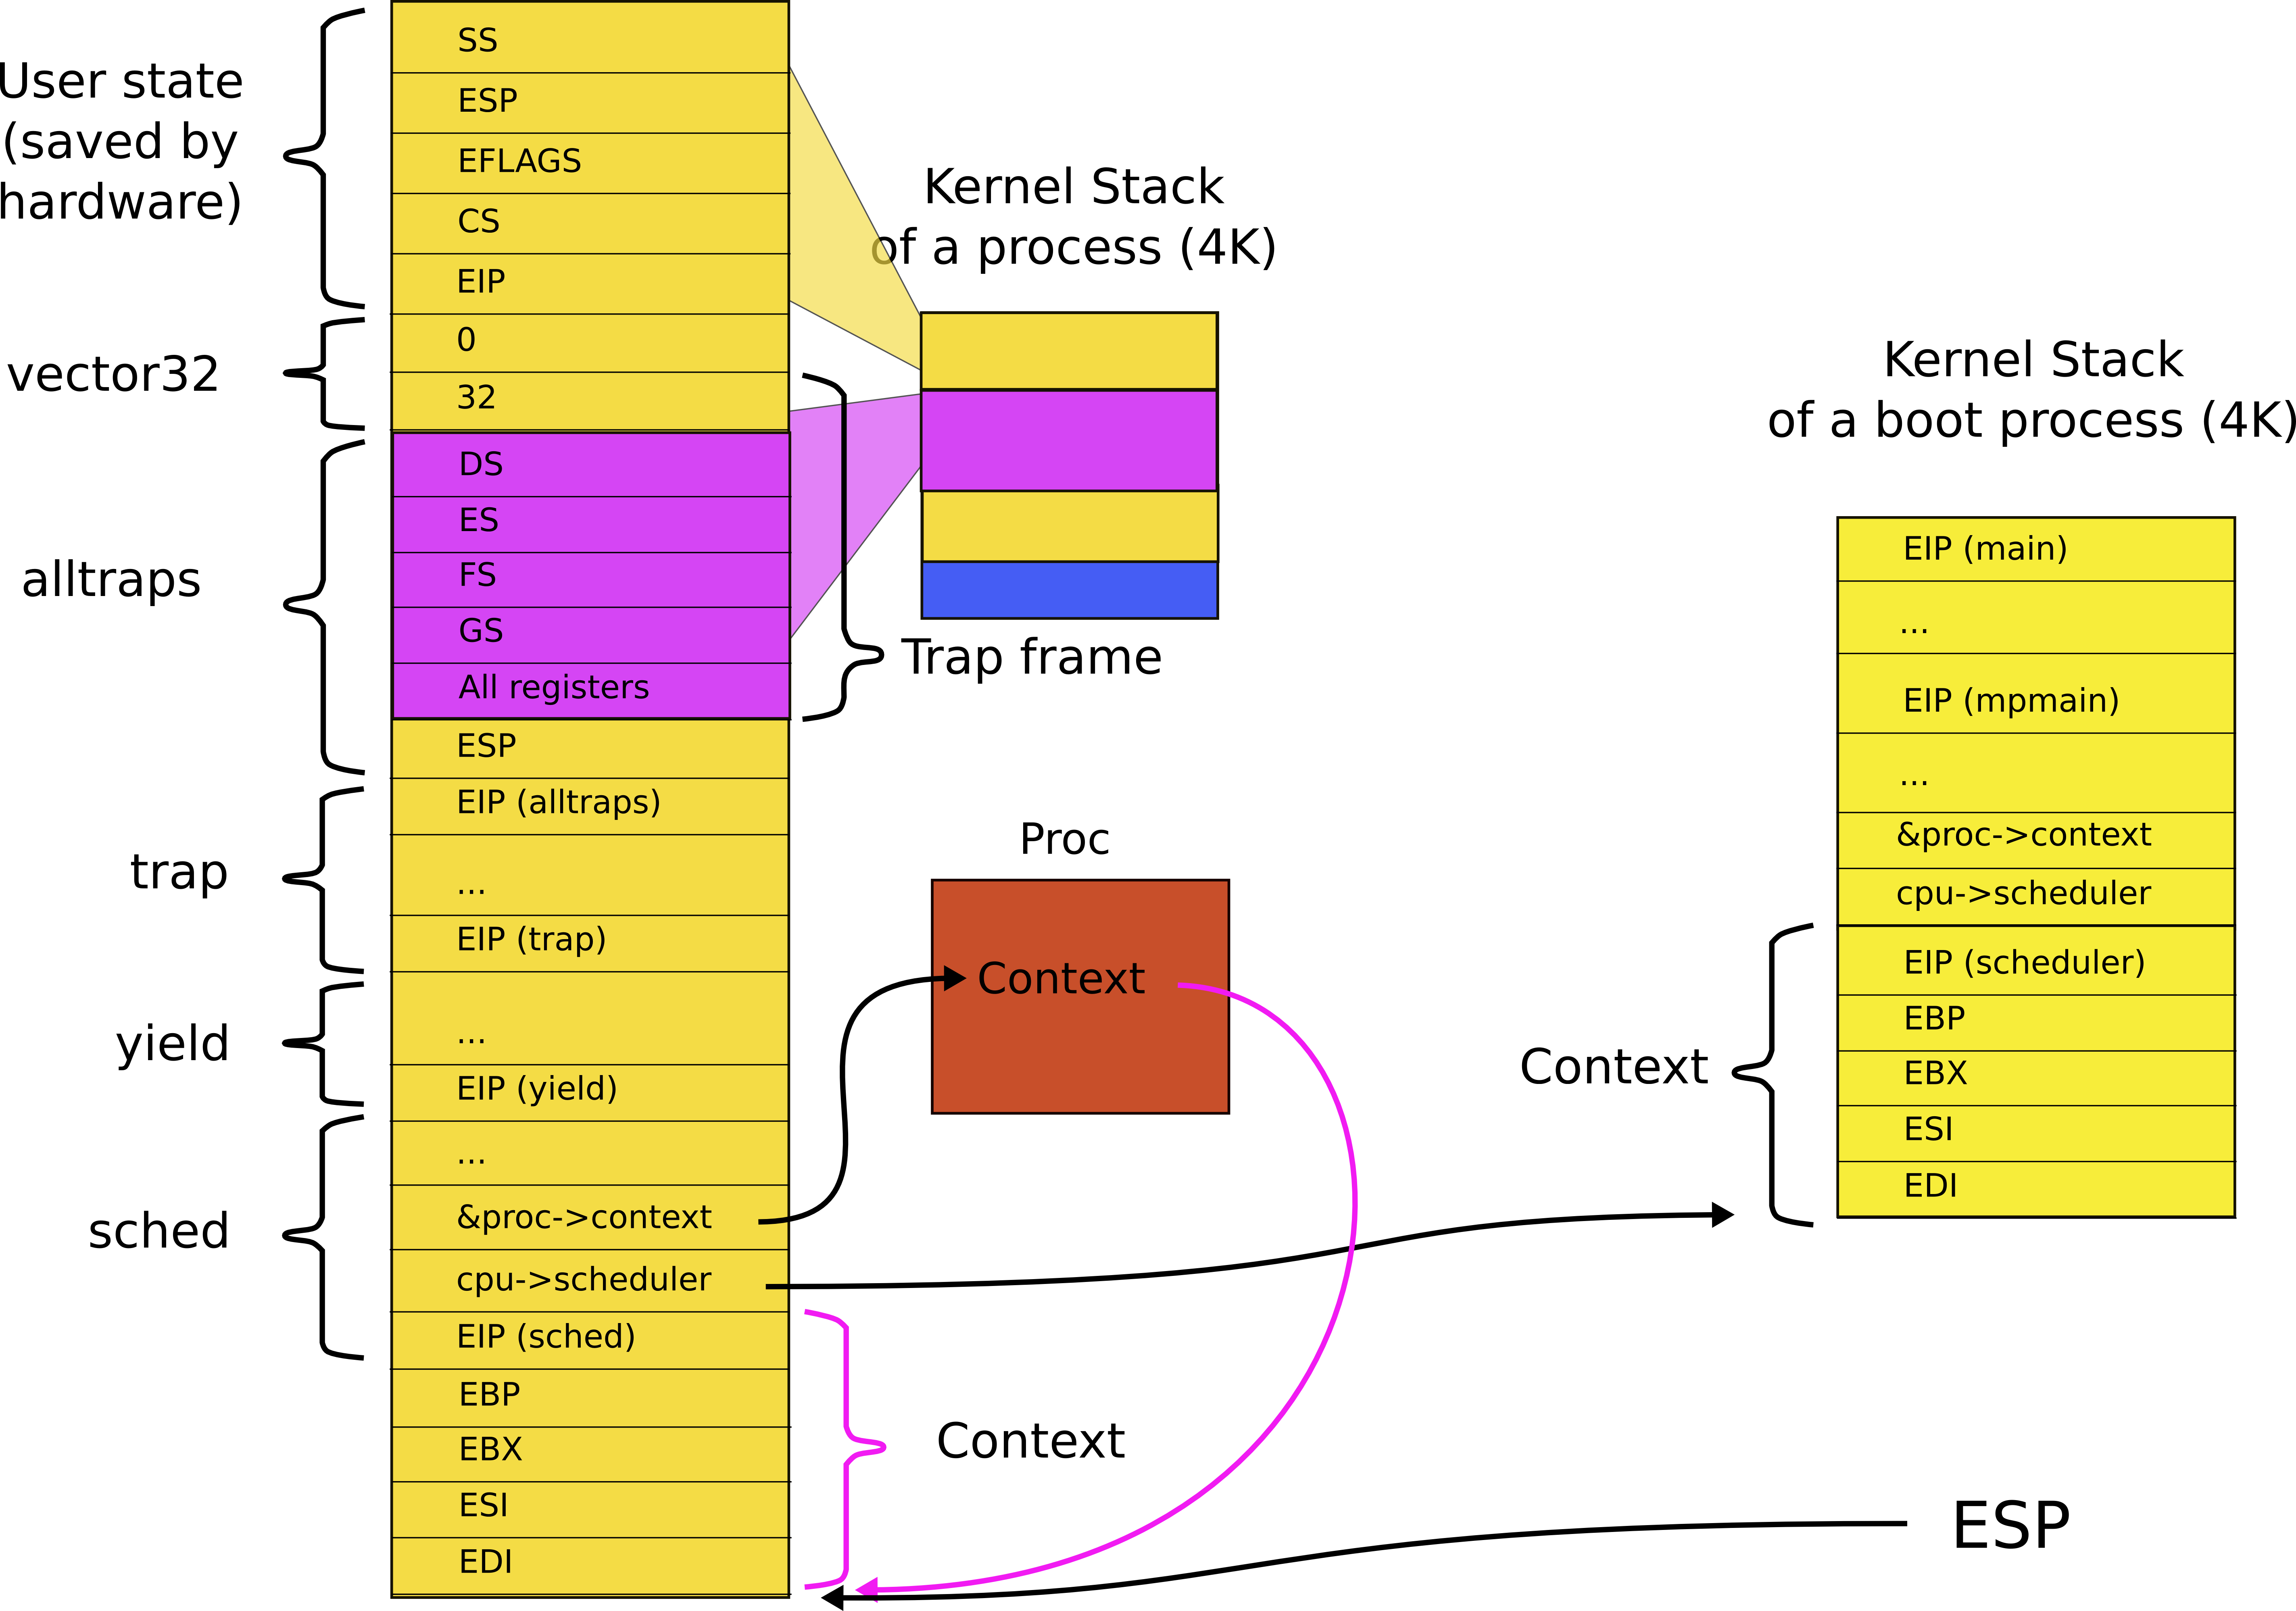 User state
(saved by
hardware)
vector32
alltraps
trap
yield
sched
SS
ESP
EFLAGS
CS
EIP
0
32
DS
ES
FS
GS
All registers
ESP
EIP (alltraps)
...
EIP (trap)
...
EIP (yield)
...
&proc->context
cpu->scheduler
EIP (sched)
EBP
EBX
ESI
EDI
Kernel Stack
of a process (4K)
Trap frame
Proc
Context
Context
Kernel Stack
of a boot process (4K)
EIP (main)
...
EIP (mpmain)
...
&proc->context
cpu->scheduler
EIP (scheduler)
EBP
EBX
ESI
EDI
Context
ESP